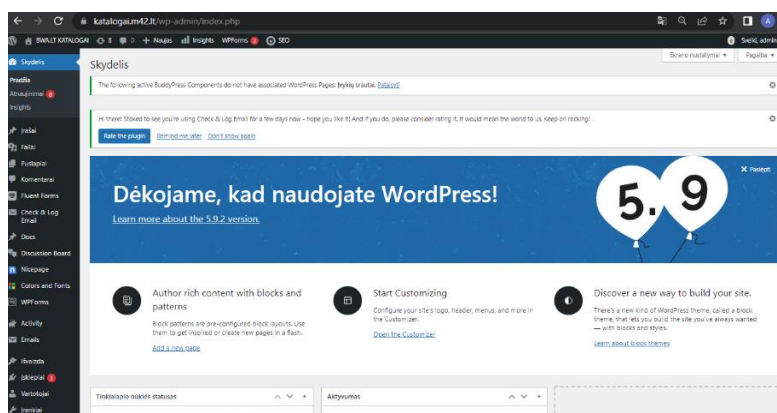 katalogai.m42.lt/wp-admin/index.php
BWA.LT KATALOGAI 8 0 + Naujas Insights WPForms SEO Sveiki, admin
Ekrano nustatymai Pagalba
Skydelis
Skydelis
Pradžia
Atnaujinimai
Insights
Įrašai
Failai
Puslapiai
Komentarai
Fluent Forms
Check & Log
Email
Docs
Discussion Board
Nicepage
Colors and Fonts
WPForms
Activity
Emails
Išvaizda
Įskiepiai
Vartotojai
Įrankiai
The following active BuddyPress Components do not have associated WordPress Pages: Įvykių srautai. Pataisyti
Hi there! Stoked to see you're using Check & Log Email for a few days now - hope you like it! And if you do, please consider rating it. It would mean the world to us. Keep on rocking!
Rate the plugin Remind me later Don't show again
Paslėpti
Dėkojame, kad naudojate WordPress!
Learn more about the 5.9.2 version.
5. 9
Author rich content with blocks and
patterns
Block patterns are pre-configured block layouts. Use
them to get inspired or create new pages in a flash.
Add a new page
Start Customizing
Configure your site's logo, header, menus, and more in
the Customizer.
Open the Customizer
Discover a new way to build your site.
There's a new kind of WordPress theme, called a block
theme, that lets you build the site you've always wanted
— with blocks and styles.
Learn about block themes
Tinklalapio būklės statusas
Aktyvumas